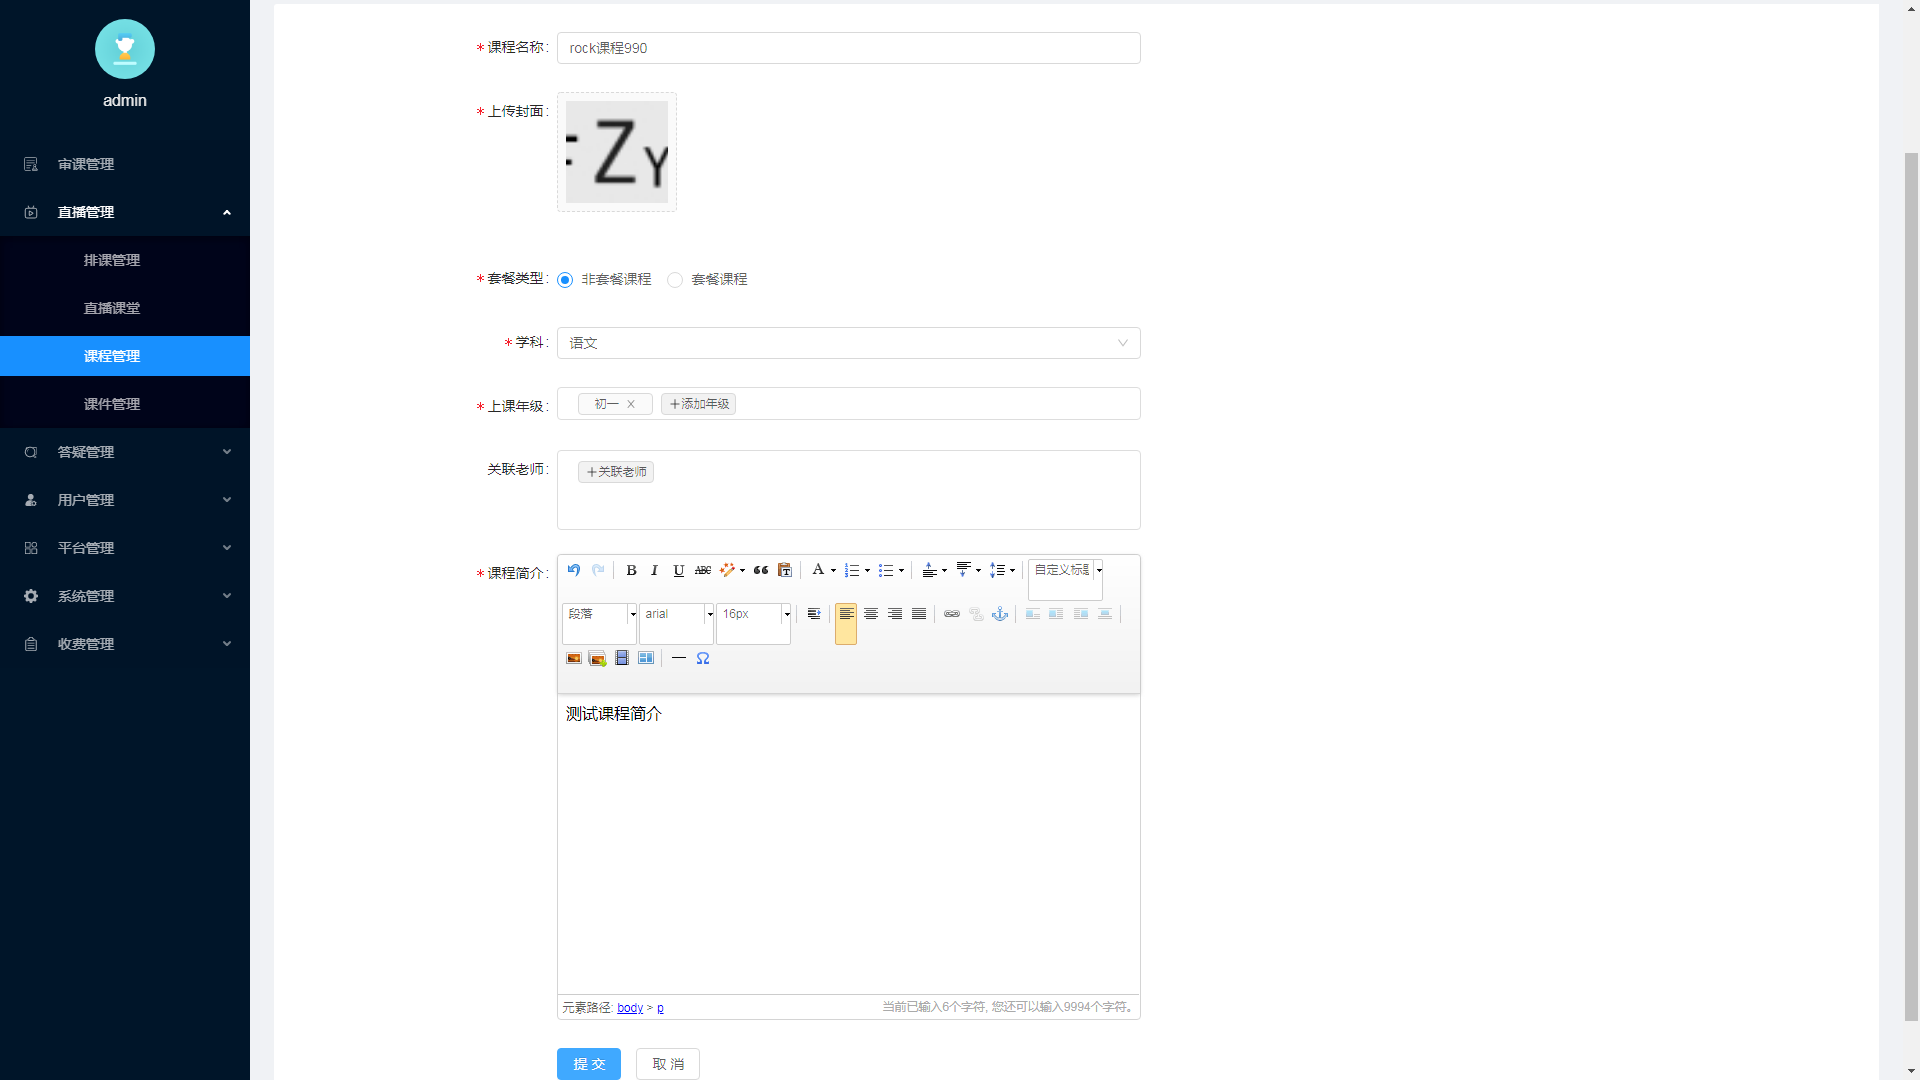 admin
审课管理
直播管理
排课管理
直播课堂
课程管理
课件管理
答疑管理
用户管理
平台管理
系统管理
收费管理
* 课程名称: rock课程990
* 上传封面:
ZY
* 套餐类型: 非套餐课程 套餐课程
* 学科: 语文
* 上课年级: 初一 × +添加年级
关联老师: +关联老师
* 课程简介:
B I U ABC A 自定义标题
段落 arial 16px
测试课程简介
元素路径: body > p 当前已输入6个字符, 您还可以输入9994个字符。
提 交 取 消